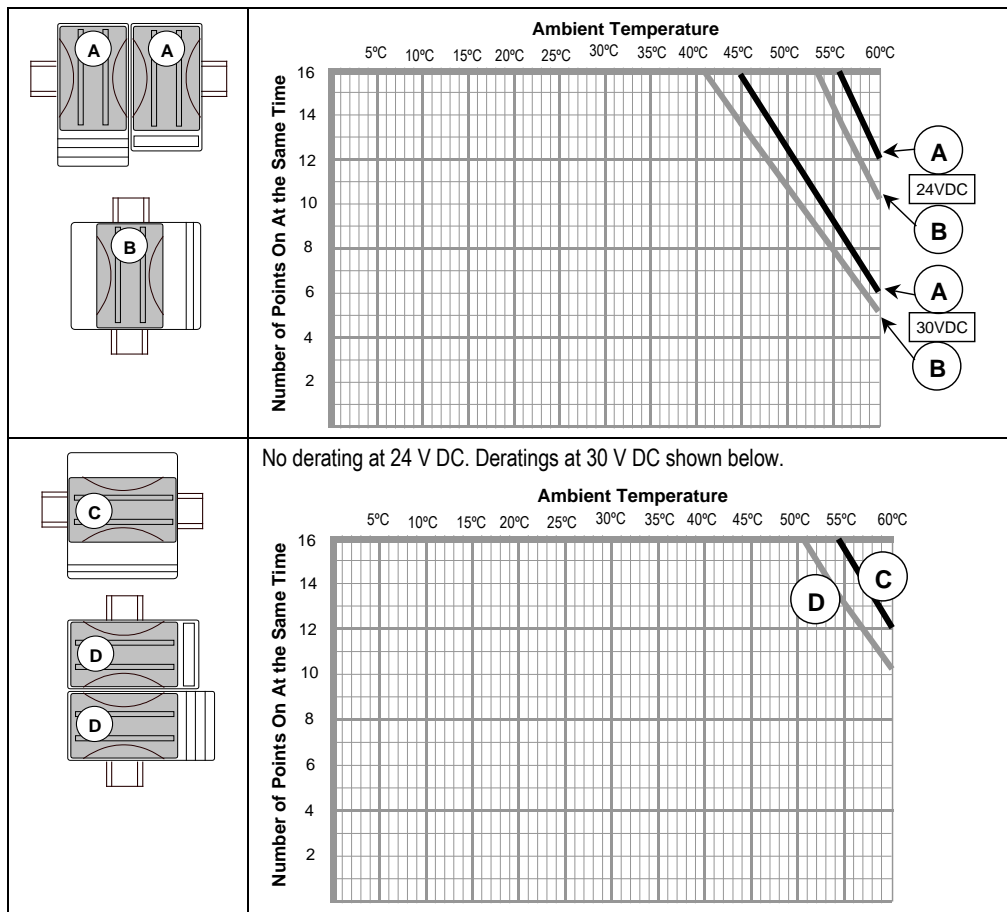 A A
B
Ambient Temperature
5ºC 10ºC 15ºC 20ºC 25ºC 30ºC 35ºC 40ºC 45ºC 50ºC 55ºC 60ºC
Number of Points On At the Same Time
16
14
12
10
8
6
4
2
A
24VDC
B
A
30VDC
B
C
D
D
No derating at 24 V DC. Deratings at 30 V DC shown below.
Ambient Temperature
5ºC 10ºC 15ºC 20ºC 25ºC 30ºC 35ºC 40ºC 45ºC 50ºC 55ºC 60ºC
Number of Points On At the Same Time
16
14
12
10
8
6
4
2
D
C